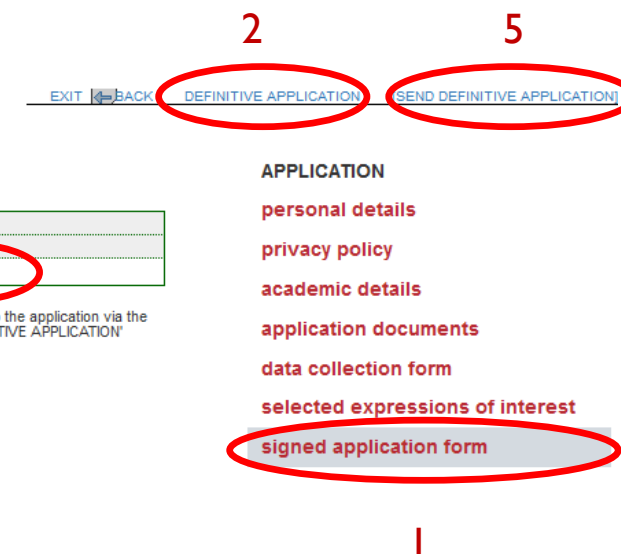 2 5
EXIT BACK DEFINITIVE APPLICATION [SEND DEFINITIVE APPLICATION]
APPLICATION
personal details
privacy policy
academic details
application documents
data collection form
selected expressions of interest
signed application form
the application via the
TIVE APPLICATION'
1